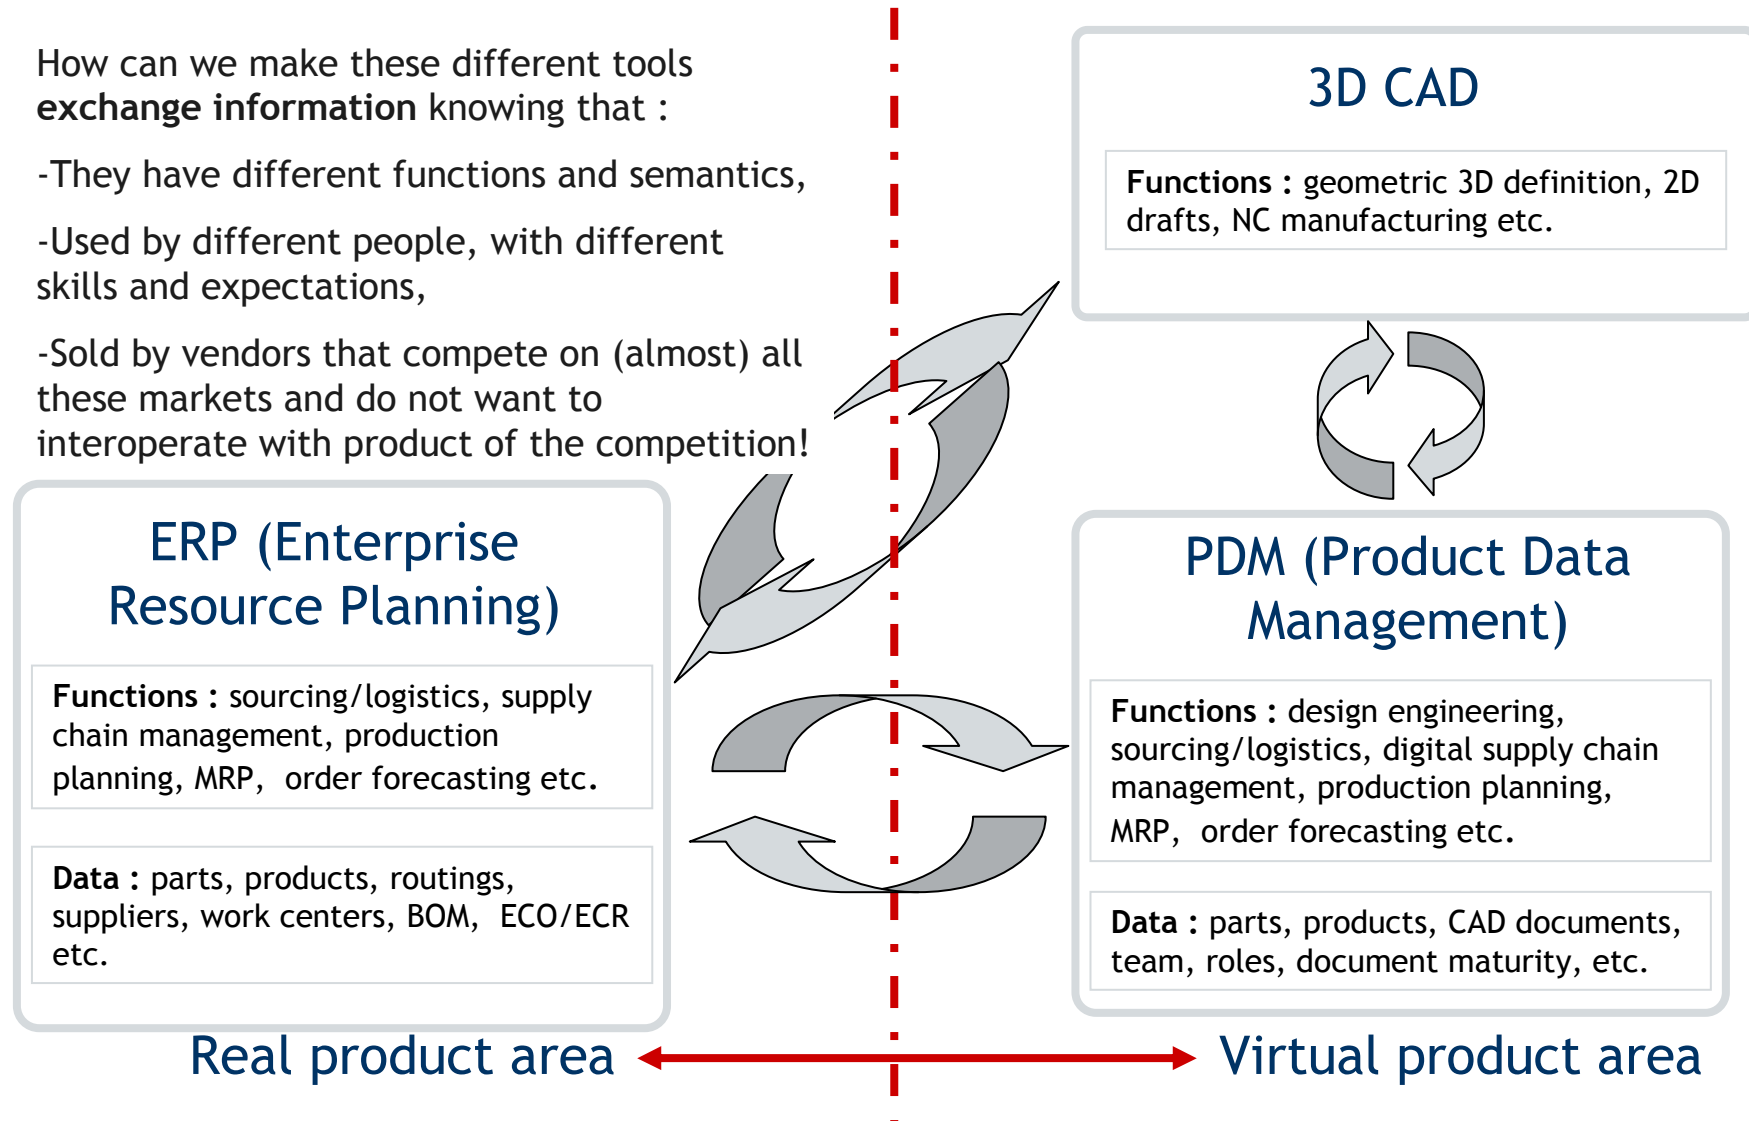 How can we make these different tools
exchange information knowing that :
-They have different functions and semantics,
-Used by different people, with different
skills and expectations,
-Sold by vendors that compete on (almost) all
these markets and do not want to
interoperate with product of the competition!
3D CAD
Functions : geometric 3D definition, 2D
drafts, NC manufacturing etc.
ERP (Enterprise
Resource Planning)
Functions : sourcing/logistics, supply
chain management, production
planning, MRP, order forecasting etc.
Data : parts, products, routings,
suppliers, work centers, BOM, ECO/ECR
etc.
PDM (Product Data
Management)
Functions : design engineering,
sourcing/logistics, digital supply chain
management, production planning,
MRP, order forecasting etc.
Data : parts, products, CAD documents,
team, roles, document maturity, etc.
Real product area
Virtual product area